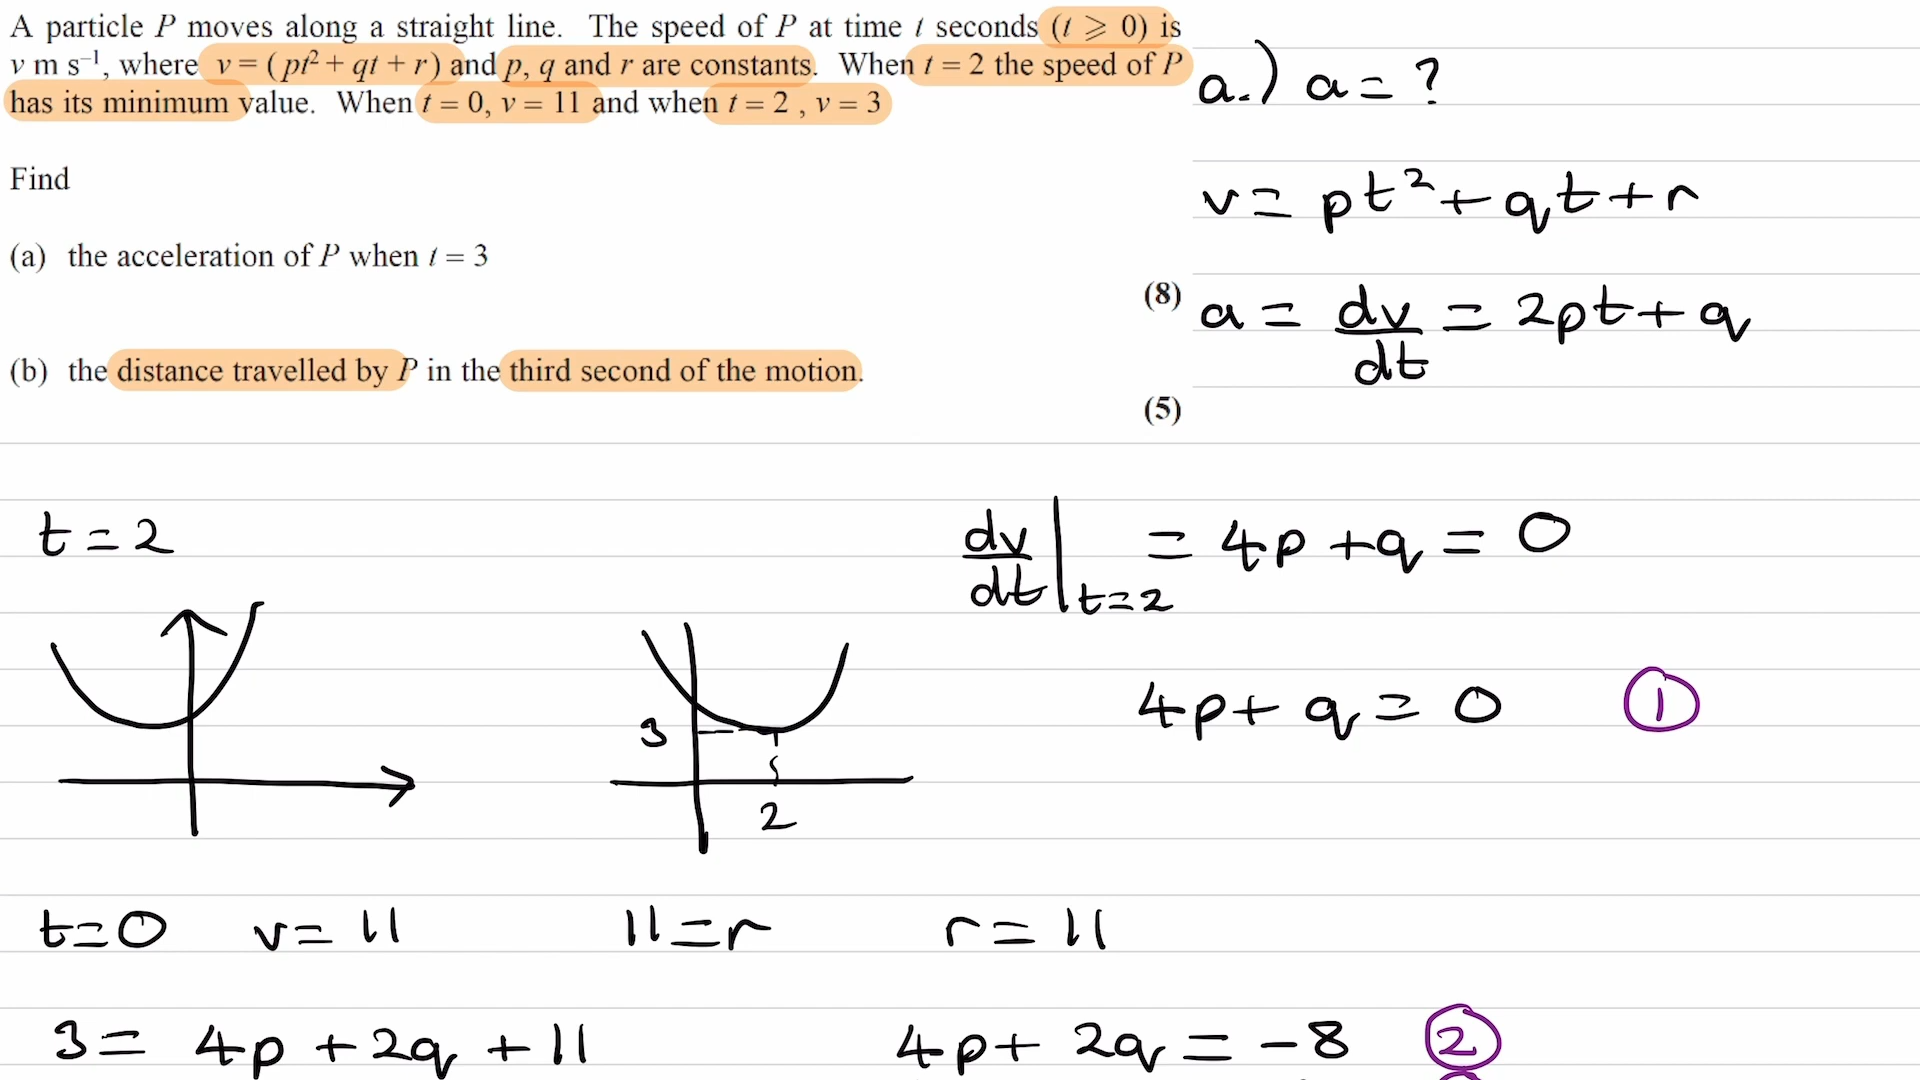 A particle P moves along a straight line. The speed of P at time t seconds (t ⩾ 0) is
v m s⁻¹, where v = (pt² + qt + r) and p, q and r are constants. When t = 2 the speed of P
has its minimum value. When t = 0, v = 11 and when t = 2 , v = 3
Find
(a) the acceleration of P when t = 3
(8)
(b) the distance travelled by P in the third second of the motion.
(5)
a.) a = ?
v = pt² + qt + r
a = dv/dt = 2pt + q
t = 2
dv/dt |t=2 = 4p + q = 0
3
2
4p + q = 0 ①
t = 0 v = 11 11 = r r = 11
3 = 4p + 2q + 11 4p + 2q = -8 ②